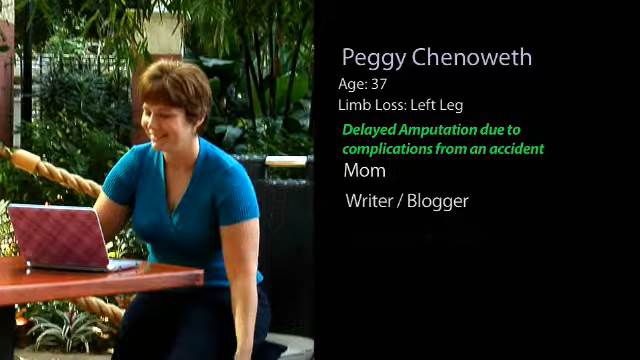 Peggy Chenoweth
Age: 37
Limb Loss: Left Leg
Delayed Amputation due to
complications from an accident
Mom
Writer / Blogger